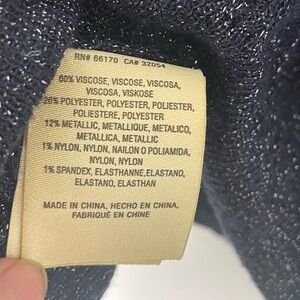 RN# 66170 CA# 32054
60% VISCOSE, VISCOSE, VISCOSA,
VISCOSA, VISKOSE
26% POLYESTER, POLYESTER, POLIESTER,
POLIESTERE, POLYESTER
12% METALLIC, METALLIQUE, METALICO,
METALLICA, METALLIC
1% NYLON, NYLON, NAILON O POLIAMIDA,
NYLON, NYLON
1% SPANDEX, ELASTHANNE, ELASTANO,
ELASTANO, ELASTHAN
MADE IN CHINA, HECHO EN CHINA,
FABRIQUÉ EN CHINE